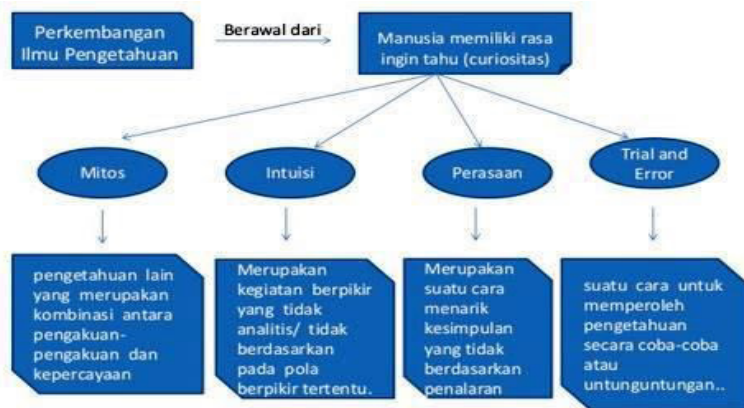 Perkembangan
Ilmu Pengetahuan
Berawal dari
Manusia memiliki rasa
ingin tahu (curiositas)
Mitos
Intuisi
Perasaan
Trial and
Error
pengetahuan lain
yang merupakan
kombinasi antara
pengakuan-
pengakuan dan
kepercayaan
Merupakan
kegiatan berpikir
yang tidak
analitis/ tidak
berdasarkan
pada pola
berpikir tertentu.
Merupakan
suatu cara
menarik
kesimpulan
yang tidak
berdasarkan
penalaran
suatu cara untuk
memperoleh
pengetahuan
secara coba-coba
atau
untunguntungan..